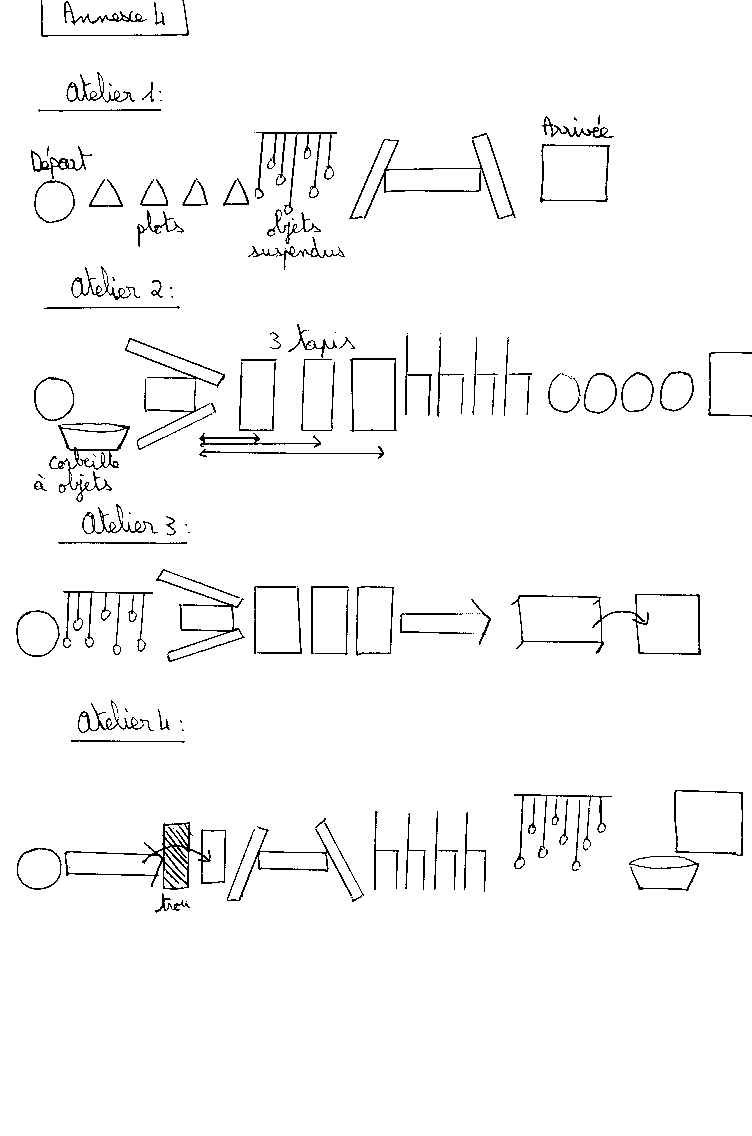 Annexe 4
Atelier 1:
Départ
Arrivée
plots
objets
suspendus
Atelier 2:
3 tapis
corbeille
à objets
Atelier 3:
Atelier 4:
trou